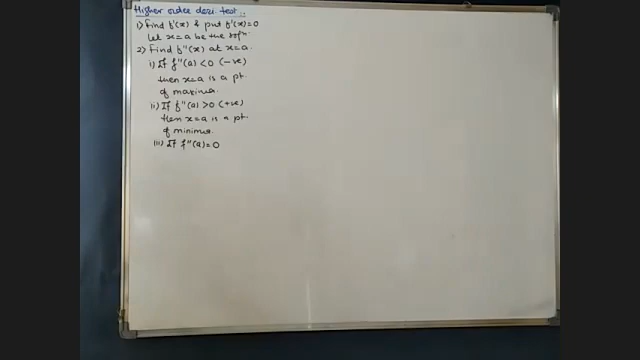 Higher order deri. test :.
1) Find f'(x) & put f'(x)=0
Let x=a be the solⁿ.
2) Find f''(x) at x=a.
i) If f''(a) <0 (-ve)
then x=a is a pt.
of maxima.
ii) If f''(a) >0 (+ve)
then x=a is a pt.
of minima.
iii) If f''(a)=0